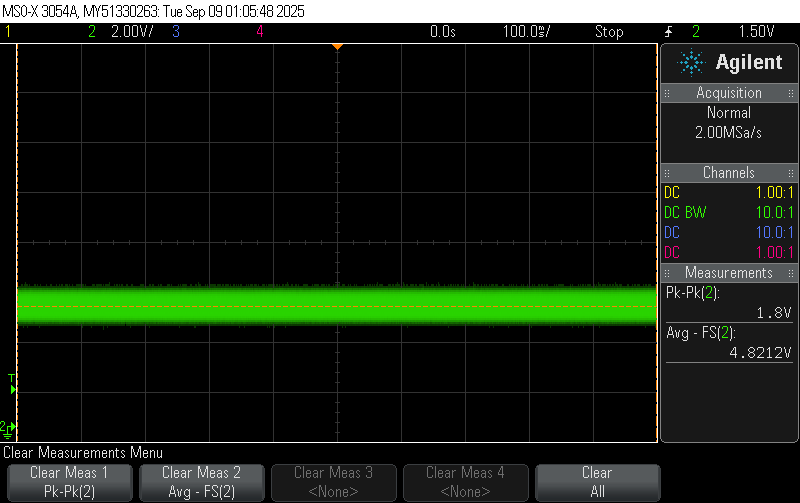 MSO-X 3054A, MY51330263: Tue Sep 09 01:05:48 2025
1 2 2.00V/ 3 4 0.0s 100.0ms/ Stop 2 1.50V
Agilent
Acquisition
Normal
2.00MSa/s
Channels
DC 1.00:1
DC BW 10.0:1
DC 10.0:1
DC 1.00:1
Measurements
Pk-Pk(2):
1.8V
Avg - FS(2):
4.8212V
T
2
Clear Measurements Menu
Clear Meas 1
Pk-Pk(2)
Clear Meas 2
Avg - FS(2)
Clear Meas 3
<None>
Clear Meas 4
<None>
Clear
All